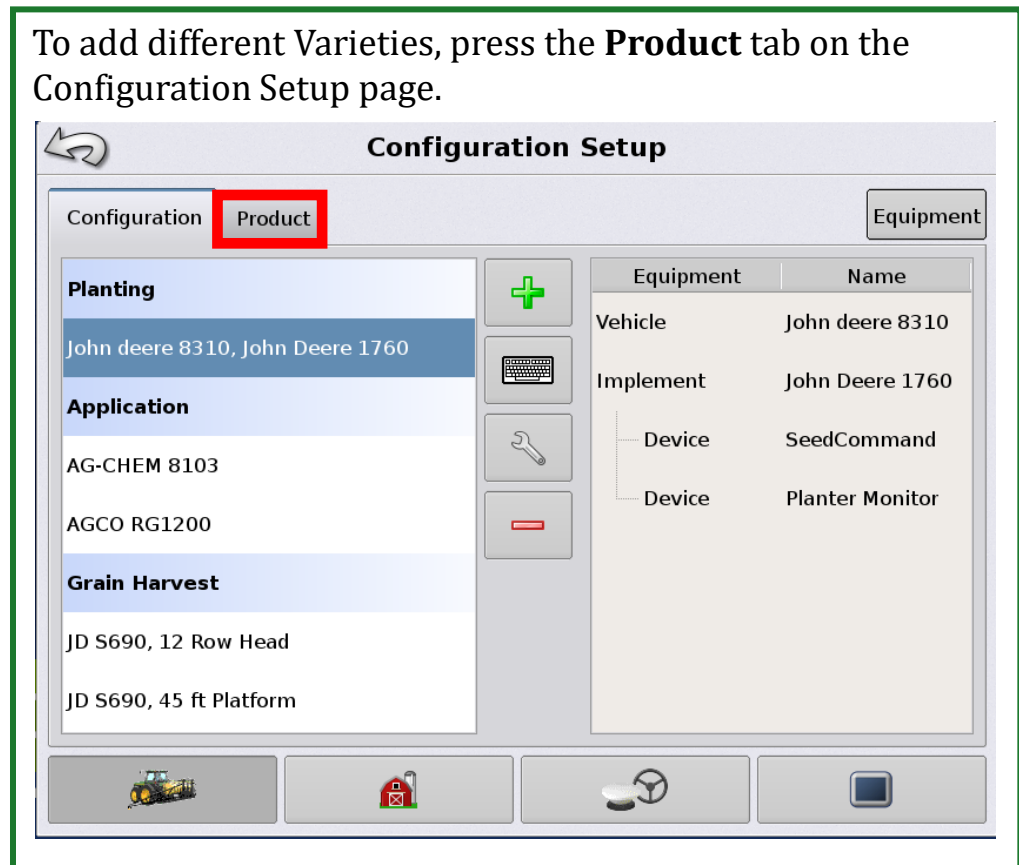 To add different Varieties, press the Product tab on the
Configuration Setup page.
Configuration Setup
Configuration
Product
Equipment
Planting
John deere 8310, John Deere 1760
Application
AG-CHEM 8103
AGCO RG1200
Grain Harvest
JD S690, 12 Row Head
JD S690, 45 ft Platform
Equipment Name
Vehicle John deere 8310
Implement John Deere 1760
Device SeedCommand
Device Planter Monitor